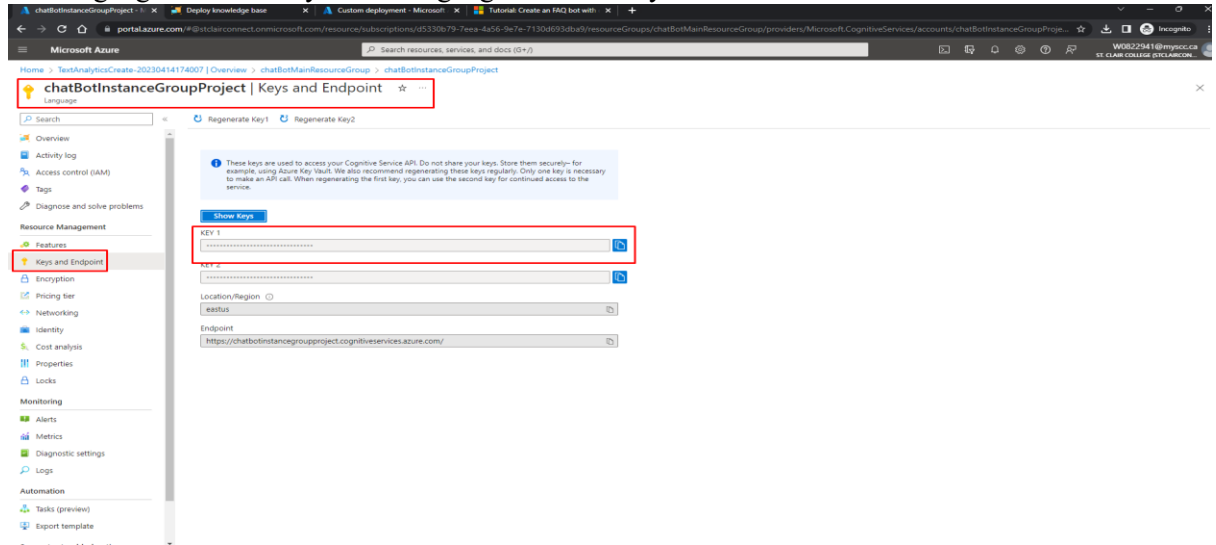 chatBotInstanceGroupProject - M
Deploy knowledge base
Custom deployment - Microsoft
Tutorial: Create an FAQ bot with
portal.azure.com/#@stclairconnect.onmicrosoft.com/resource/subscriptions/d5330b79-7eea-4a56-9e7e-7130d693dba9/resourceGroups/chatBotMainResourceGroup/providers/Microsoft.CognitiveServices/accounts/chatBotInstanceGroupProje...
Incognito
Microsoft Azure
Search resources, services, and docs (G+/)
W0822941@myscc.ca
ST. CLAIR COLLEGE (STCLAIRCON...
Home > TextAnalyticsCreate-20230414174007 | Overview > chatBotMainResourceGroup > chatBotInstanceGroupProject
chatBotInstanceGroupProject | Keys and Endpoint
Language
Search
Regenerate Key1 Regenerate Key2
Overview
Activity log
Access control (IAM)
Tags
Diagnose and solve problems
Resource Management
Features
Keys and Endpoint
Encryption
Pricing tier
Networking
Identity
Cost analysis
Properties
Locks
Monitoring
Alerts
Metrics
Diagnostic settings
Logs
Automation
Tasks (preview)
Export template
These keys are used to access your Cognitive Service API. Do not share your keys. Store them securely– for
example, using Azure Key Vault. We also recommend regenerating these keys regularly. Only one key is necessary
to make an API call. When regenerating the first key, you can use the second key for continued access to the
service.
Show Keys
KEY 1
KEY 2
Location/Region
eastus
Endpoint
https://chatbotinstancegroupproject.cognitiveservices.azure.com/